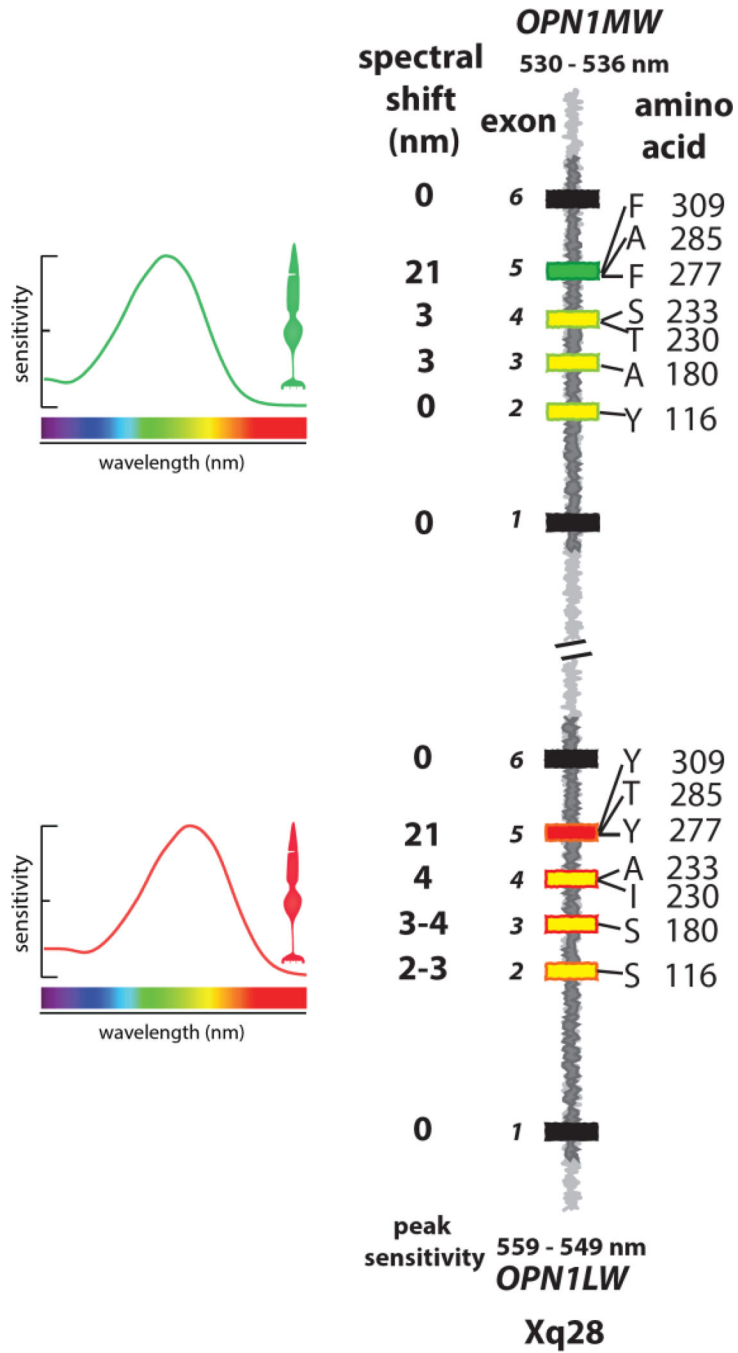 OPN1MW
530 - 536 nm
spectral
shift
(nm)
exon
amino
acid
0 6 F 309
A 285
21 5 F 277
3 4 S 233
T 230
3 3 A 180
0 2 Y 116
0 1
sensitivity
wavelength (nm)
0 6 Y 309
T 285
21 5 Y 277
4 4 A 233
I 230
3-4 3 S 180
2-3 2 S 116
0 1
sensitivity
wavelength (nm)
peak
sensitivity
559 - 549 nm
OPN1LW
Xq28